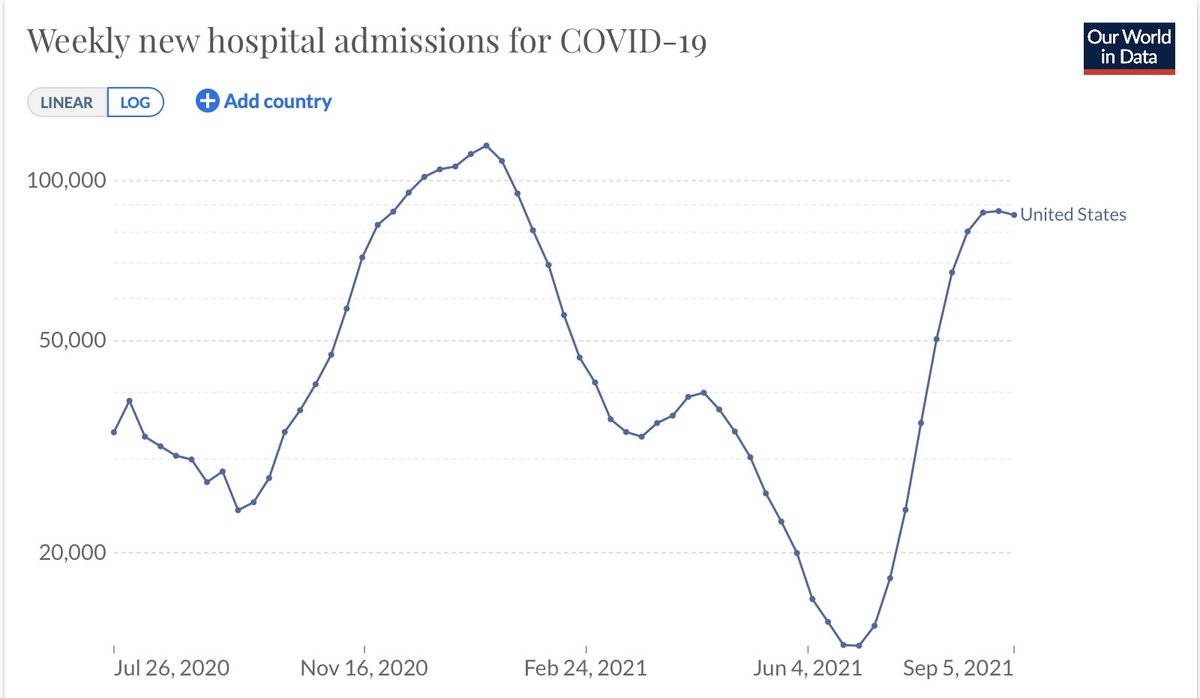 Weekly new hospital admissions for COVID-19
Our World
in Data
LINEAR
LOG
Add country
100,000
50,000
20,000
United States
Jul 26, 2020
Nov 16, 2020
Feb 24, 2021
Jun 4, 2021
Sep 5, 2021